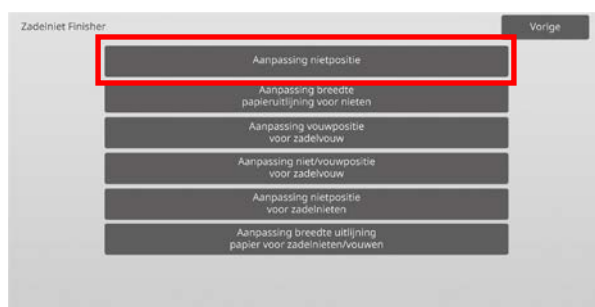 Zadelniet Finisher
Vorige
Aanpassing nietpositie
Aanpassing breedte
papieruitlijning voor nieten
Aanpassing vouwpositie
voor zadelvouw
Aanpassing niet/vouwpositie
voor zadelvouw
Aanpassing nietpositie
voor zadelnieten
Aanpassing breedte uitlijning
papier voor zadelnieten/vouwen